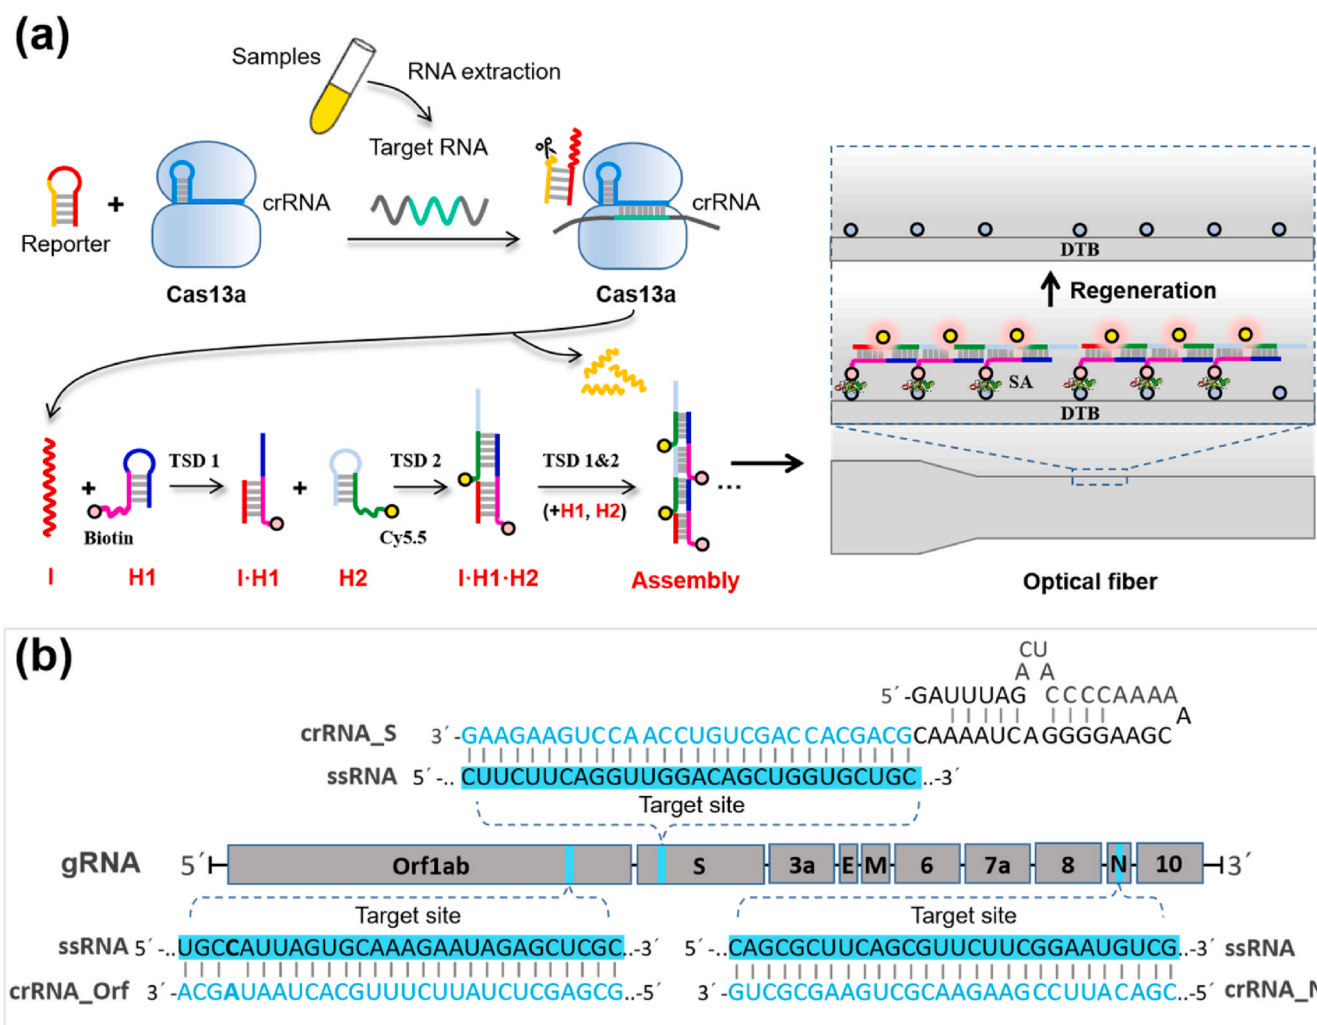 (a)
Samples
RNA extraction
Target RNA
Reporter
+
crRNA
crRNA
Cas13a
Cas13a
DTB
Regeneration
SA
DTB
I
+
Biotin
H1
TSD 1
I·H1
+
H2
Cy5.5
TSD 2
I·H1·H2
TSD 1&2
(+H1, H2)
Assembly
...
Optical fiber
(b)
CU
A A
5´ -GAUUUAG CCCCAAAA
A
crRNA_S 3´ -GAAGAAGUCCAACCUGUCGACCACGACGCAAAAUCAGGGGAAGC
ssRNA 5´ -..CUUCUUCAGGUUGGACAGCUGGUGCUGC..-3´
Target site
gRNA 5´ Orf1ab S 3a E M 6 7a 8 N 10 3´
Target site
ssRNA 5´ -..UGCCAUUAGUGCAAAGAAUAGAGCUCGC..-3´
crRNA_Orf 3´ -ACGAUAAUCACGUUUCUUAUCUCGAGCG..-5´
Target site
5´ -..CAGCGCUUCAGCGUUCUUCGGAAUGUCG..-3´ ssRNA
3´ -GUCGCGAAGUCGCAAGAAGCCUUACAGC..-5´ crRNA_N